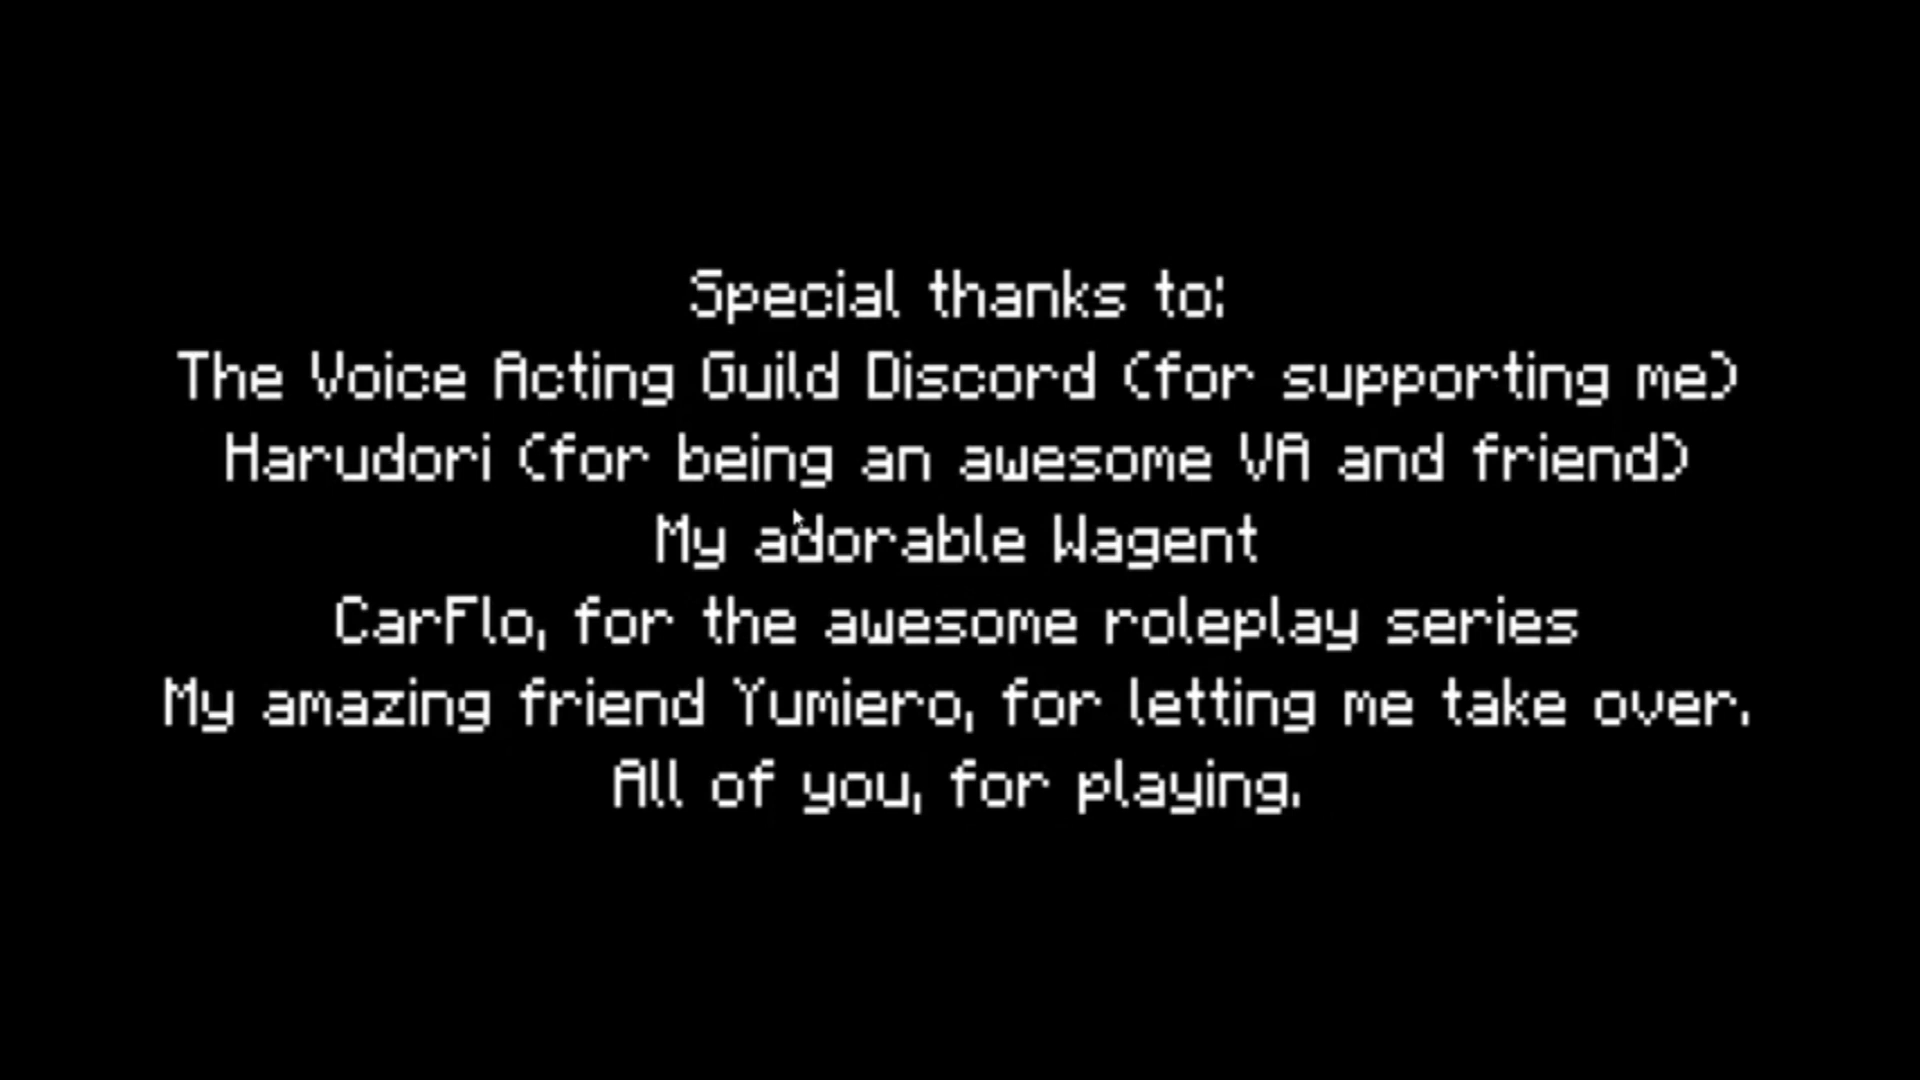 Special thanks to:
The Voice Acting Guild Discord (for supporting me)
Harudori (for being an awesome VA and friend)
My adorable Wagent
CarFlo, for the awesome roleplay series
My amazing friend Yumiero, for letting me take over.
All of you, for playing.